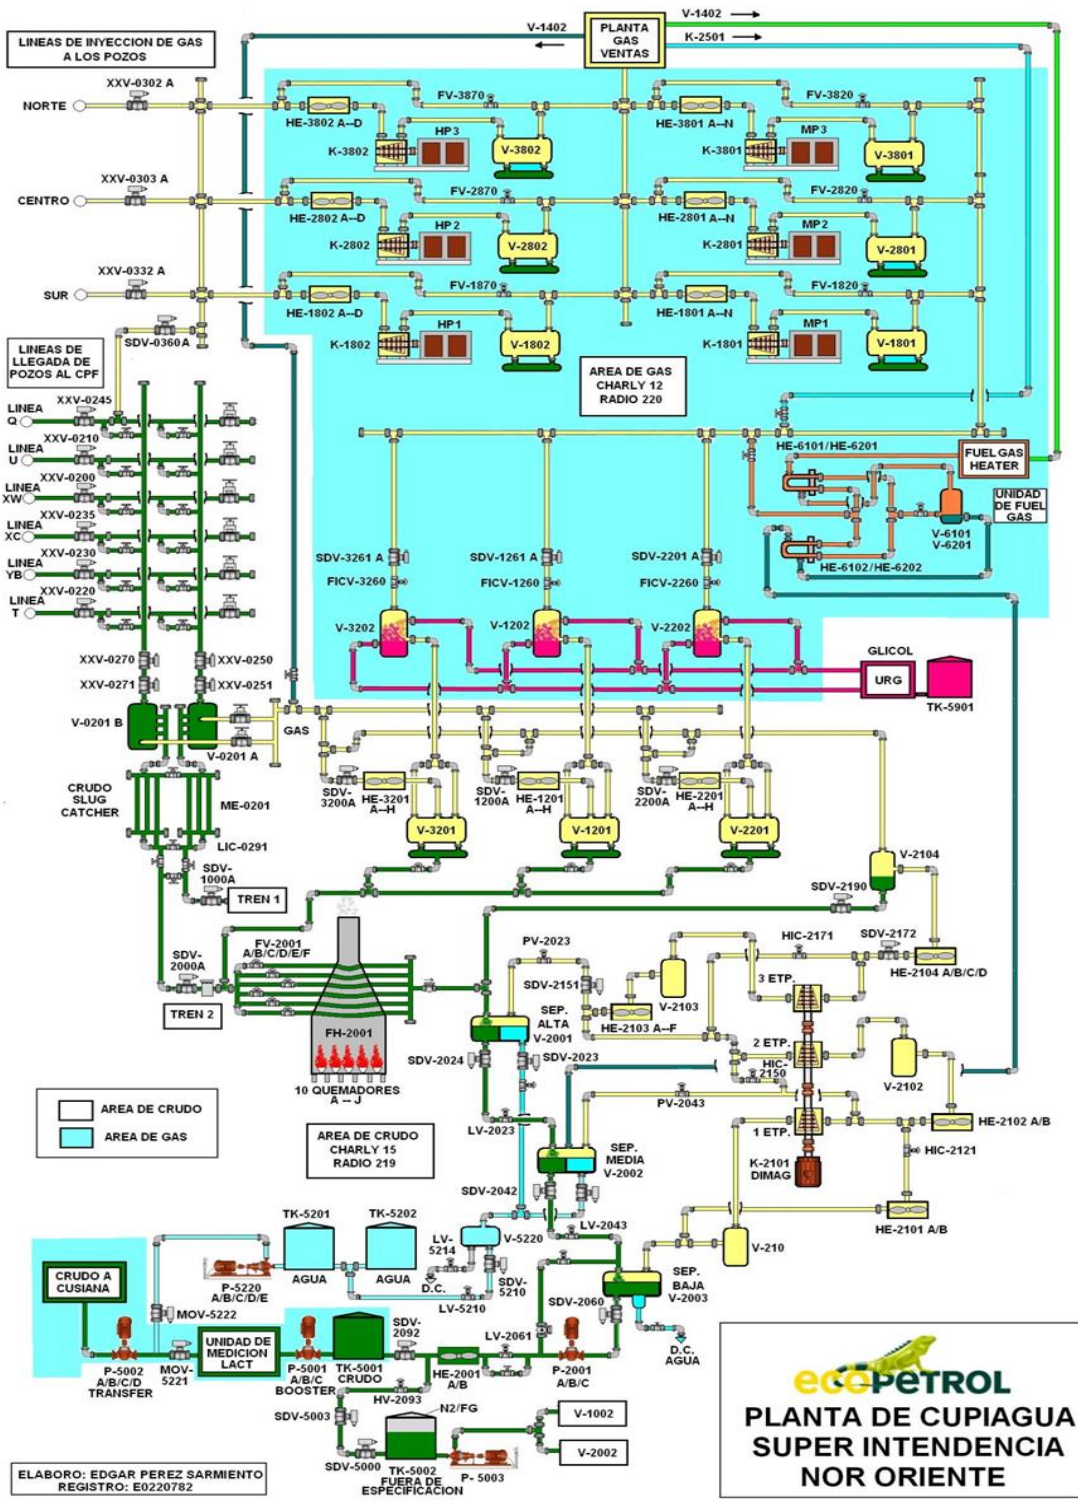 LINEAS DE INYECCION DE GAS
A LOS POZOS
V-1402
PLANTA
GAS
VENTAS
V-1402
K-2501
XXV-0302 A
NORTE
FV-3870
HE-3802 A--D
HP3
K-3802
V-3802
FV-3820
HE-3801 A--N
MP3
K-3801
V-3801
XXV-0303 A
CENTRO
FV-2870
HE-2802 A--D
HP2
K-2802
V-2802
FV-2820
HE-2801 A--N
MP2
K-2801
V-2801
XXV-0332 A
SUR
FV-1870
HE-1802 A--D
HP1
K-1802
V-1802
FV-1820
HE-1801 A--N
MP1
K-1801
V-1801
SDV-0360A
LINEAS DE
LLEGADA DE
POZOS AL CPF
AREA DE GAS
CHARLY 12
RADIO 220
LINEA
Q
XXV-0245
LINEA
U
XXV-0210
LINEA
XW
XXV-0200
LINEA
XC
XXV-0235
LINEA
YB
XXV-0230
LINEA
T
XXV-0220
HE-6101/HE-6201
FUEL GAS
HEATER
UNIDAD
DE FUEL
GAS
V-6101
V-6201
HE-6102/HE-6202
SDV-3261 A
FICV-3260
V-3202
SDV-1261 A
FICV-1260
V-1202
SDV-2201 A
FICV-2260
V-2202
GLICOL
URG
TK-5901
XXV-0270
XXV-0250
XXV-0271
XXV-0251
V-0201 B
V-0201 A
GAS
CRUDO
SLUG
CATCHER
ME-0201
LIC-0291
SDV-
1000A
TREN 1
SDV-
3200A
HE-3201
A--H
V-3201
SDV-
1200A
HE-1201
A--H
V-1201
SDV-
2200A
HE-2201
A--H
V-2201
V-2104
SDV-2190
SDV-
2000A
TREN 2
FV-2001
A/B/C/D/E/F
FH-2001
10 QUEMADORES
A -- J
PV-2023
SDV-2151
V-2103
HE-2103 A--F
HIC-2171
SDV-2172
HE-2104 A/B/C/D
3 ETP.
2 ETP.
HIC-
2150
1 ETP.
K-2101
DIMAG
V-2102
HE-2102 A/B
HIC-2121
HE-2101 A/B
V-210
SEP.
ALTA
V-2001
SDV-2024
SDV-2023
LV-2023
PV-2043
SEP.
MEDIA
V-2002
SDV-2042
LV-2043
AREA DE CRUDO
AREA DE GAS
AREA DE CRUDO
CHARLY 15
RADIO 219
TK-5201
AGUA
TK-5202
AGUA
P-5220
A/B/C/D/E
LV-
5214
D.C.
V-5220
SDV-
5210
LV-5210
SEP.
BAJA
V-2003
D.C.
AGUA
SDV-2060
CRUDO A
CUSIANA
MOV-5222
P-5002
A/B/C/D
TRANSFER
MOV-
5221
UNIDAD DE
MEDICION
LACT
P-5001
A/B/C
BOOSTER
TK-5001
CRUDO
SDV-
2092
HE-2001
A/B
LV-2061
P-2001
A/B/C
HV-2093
SDV-5003
N2/FG
SDV-5000
TK-5002
FUERA DE
ESPECIFICACION
P- 5003
V-1002
V-2002
ELABORO: EDGAR PEREZ SARMIENTO
REGISTRO: E0220782
ecoPETROL
PLANTA DE CUPIAGUA
SUPER INTENDENCIA
NOR ORIENTE